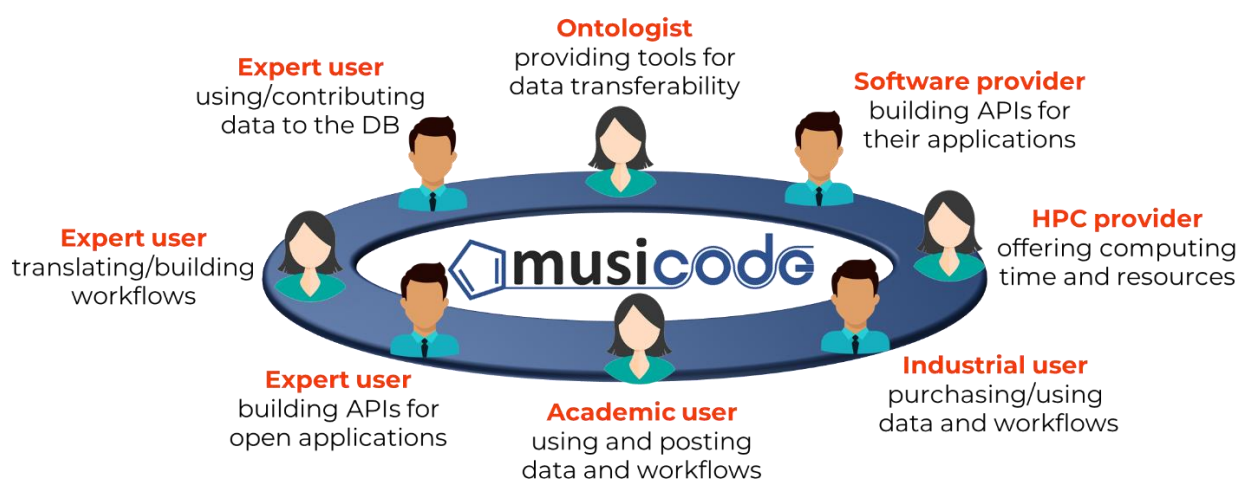 Ontologist
providing tools for
data transferability
Expert user
using/contributing
data to the DB
Software provider
building APIs for
their applications
Expert user
translating/building
workflows
musicode
HPC provider
offering computing
time and resources
Expert user
building APIs for
open applications
Academic user
using and posting
data and workflows
Industrial user
purchasing/using
data and workflows